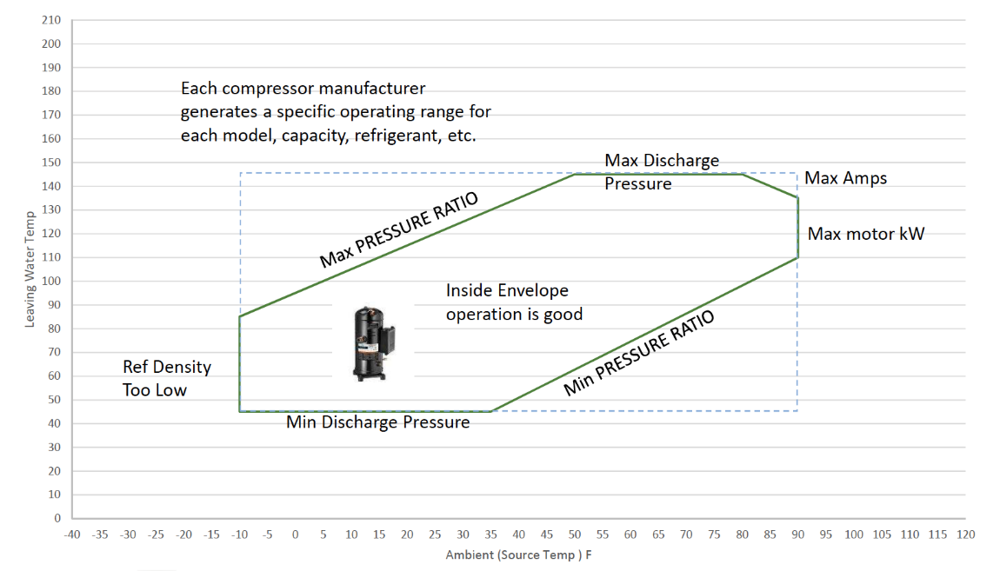 210
200
190
180
170
160
150
140
130
120
110
100
90
80
70
60
50
40
30
20
10
0
Leaving Water Temp
Each compressor manufacturer
generates a specific operating range for
each model, capacity, refrigerant, etc.
Max Discharge
Pressure
Max Amps
Max PRESSURE RATIO
Max motor kW
Inside Envelope
operation is good
Min PRESSURE RATIO
Ref Density
Too Low
Min Discharge Pressure
-40 -35 -30 -25 -20 -15 -10 -5 0 5 10 15 20 25 30 35 40 45 50 55 60 65 70 75 80 85 90 95 100 105 110 115 120
Ambient (Source Temp ) F